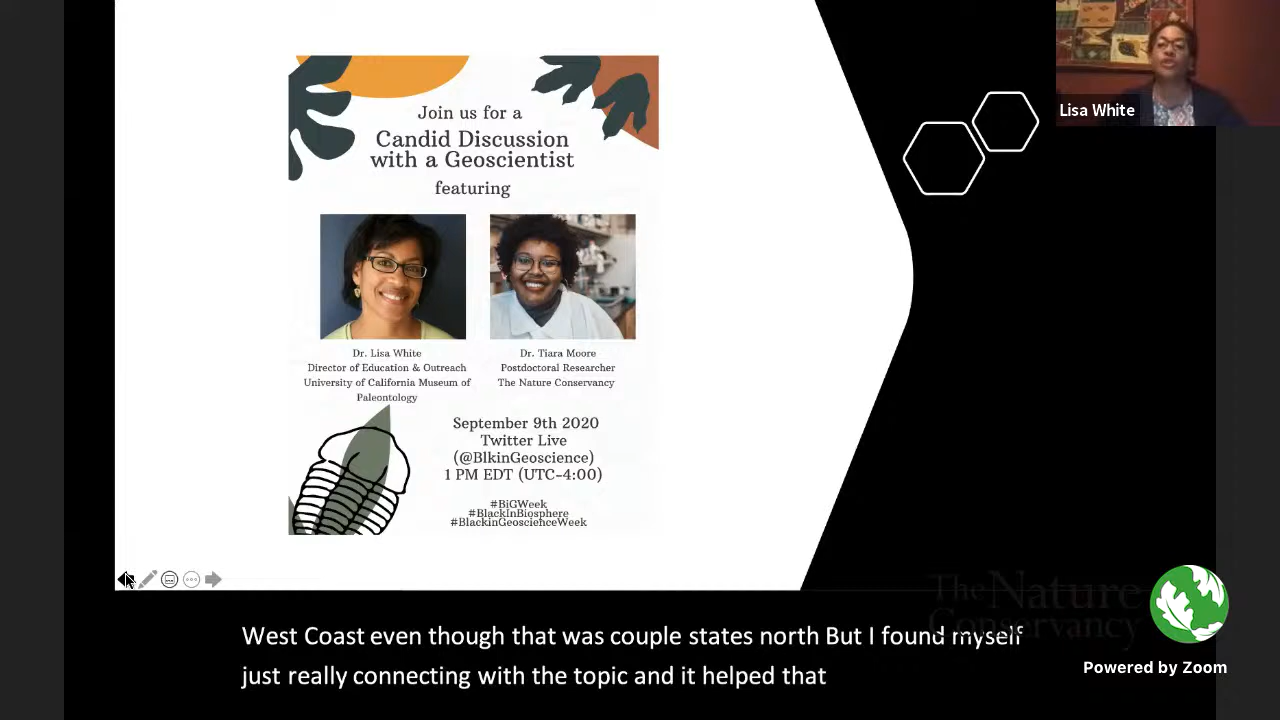 Join us for a
Candid Discussion
with a Geoscientist
featuring
Dr. Lisa White
Director of Education & Outreach
University of California Museum of
Paleontology
Dr. Tiara Moore
Postdoctoral Researcher
The Nature Conservancy
September 9th 2020
Twitter Live
(@BlkinGeoscience)
1 PM EDT (UTC-4:00)
#BiGWeek
#BlackInBiosphere
#BlackinGeoscienceWeek
Lisa White
West Coast even though that was couple states north But I found myself
just really connecting with the topic and it helped that
The Nature
Conservancy
Powered by Zoom